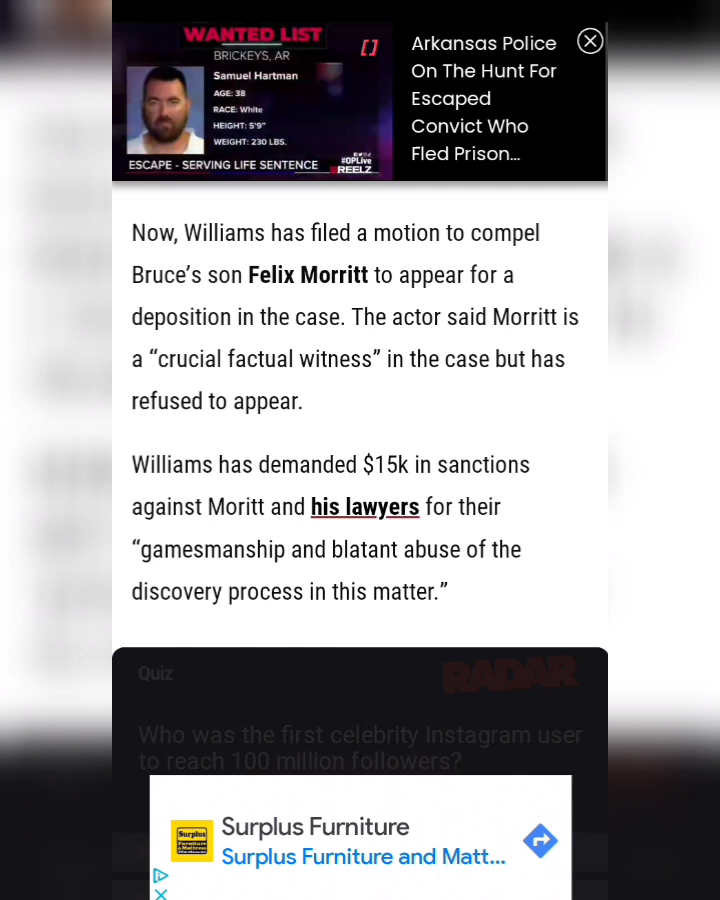 WANTED LIST
BRICKEYS, AR
Samuel Hartman
AGE: 38
RACE: White
HEIGHT: 5'9"
WEIGHT: 230 LBS.
ESCAPE - SERVING LIFE SENTENCE
#OPLive
REELZ
Arkansas Police
On The Hunt For
Escaped
Convict Who
Fled Prison...
Now, Williams has filed a motion to compel
Bruce’s son Felix Morritt to appear for a
deposition in the case. The actor said Morritt is
a “crucial factual witness” in the case but has
refused to appear.
Williams has demanded $15k in sanctions
against Moritt and his lawyers for their
“gamesmanship and blatant abuse of the
discovery process in this matter.”
Quiz
RADAR
Who was the first celebrity Instagram user
to reach 100 million followers?
Surplus
Furniture
& Mattress
Warehouse
Surplus Furniture
Surplus Furniture and Matt...